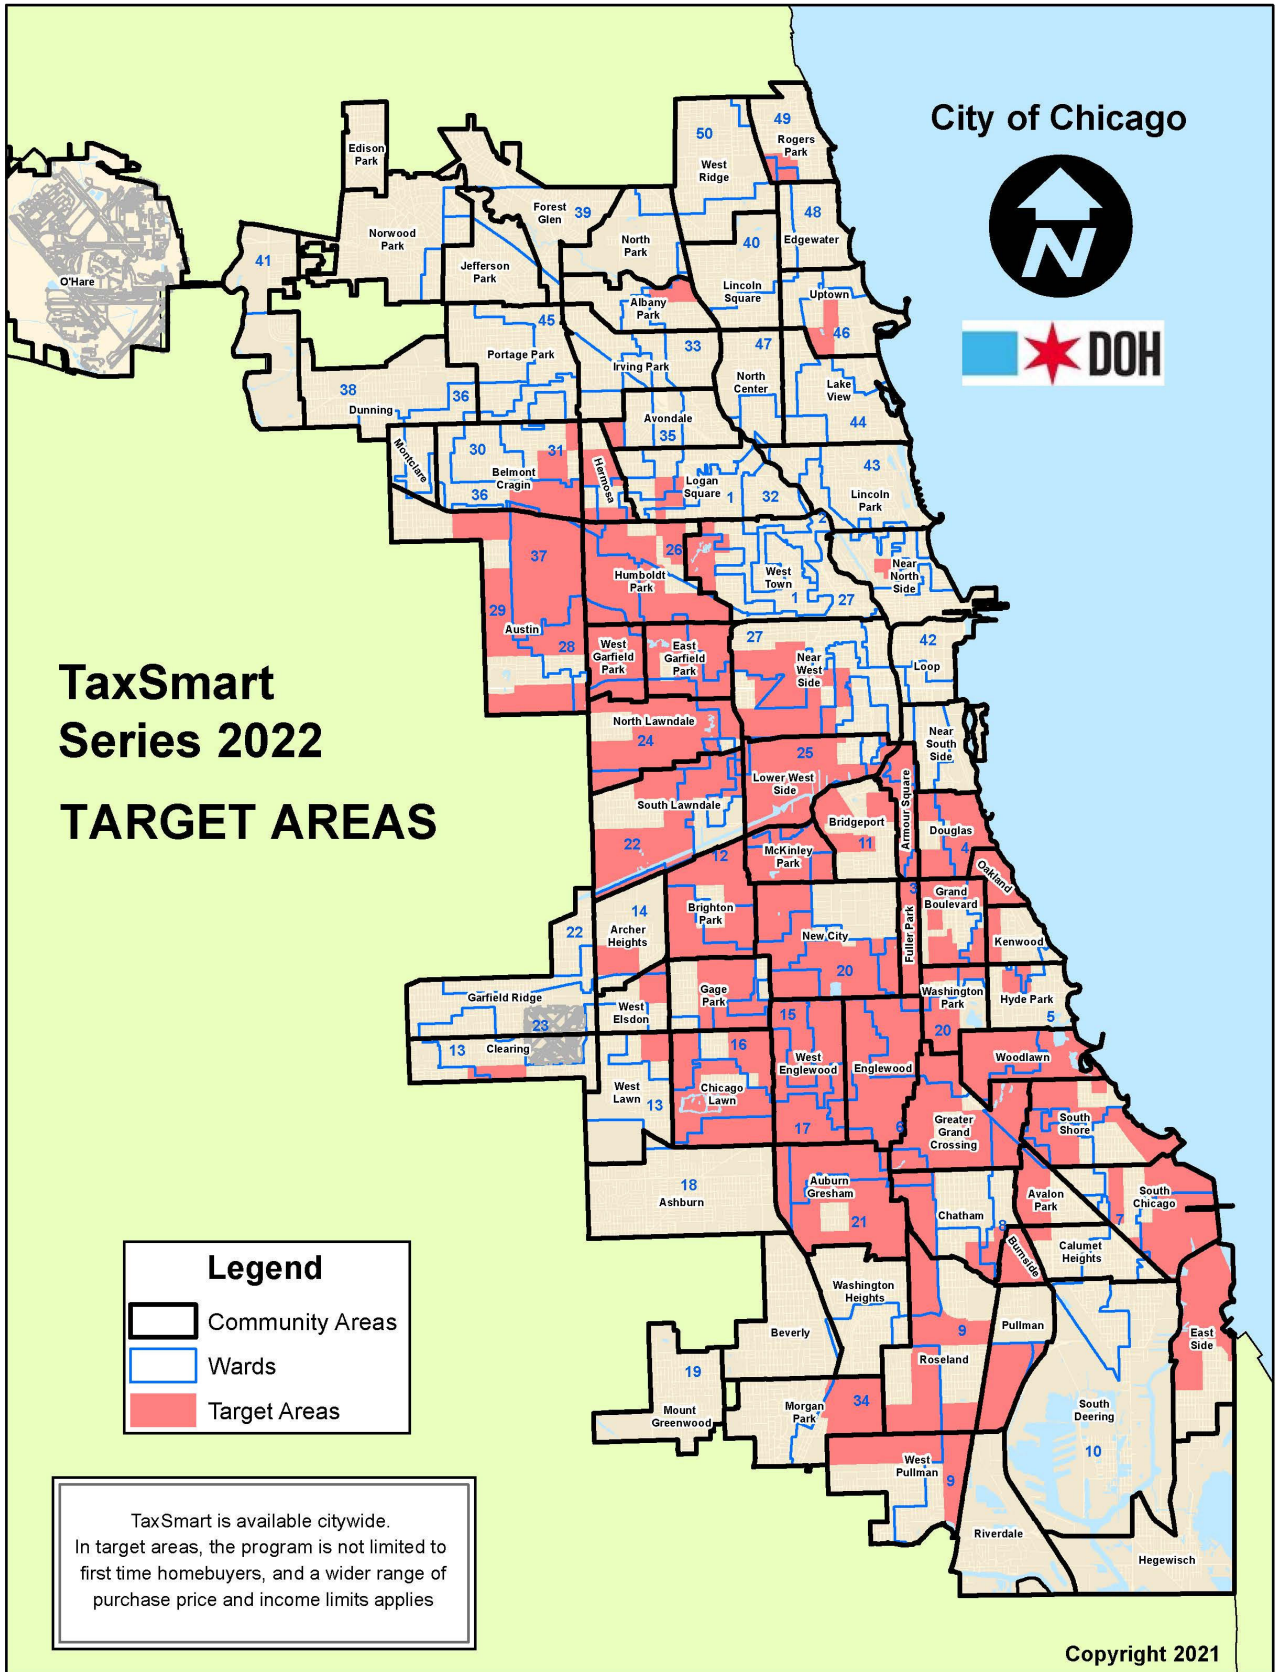 City of Chicago
N
DOH
TaxSmart
Series 2022
TARGET AREAS
49
Rogers
Park
50
West
Ridge
Edison
Park
Forest
Glen
39
48
Edgewater
Norwood
Park
North
Park
40
41
Jefferson
Park
O'Hare
Lincoln
Square
Uptown
46
Albany
Park
45
33
47
Portage Park
Irving Park
North
Center
Lake
View
44
38
Dunning
36
Avondale
35
Montclare
30
31
Belmont
Cragin
36
Hermosa
Logan
Square
1
32
43
Lincoln
Park
2
37
26
Humboldt
Park
West
Town
1
27
Near
North
Side
29
Austin
28
West
Garfield
Park
East
Garfield
Park
27
Near
West
Side
42
Loop
North Lawndale
24
Near
South
Side
25
Lower West
Side
2
South Lawndale
22
12
Bridgeport
11
Armour Square
Douglas
4
McKinley
Park
Oakland
3
Grand
Boulevard
14
Archer
Heights
22
Brighton
Park
New City
20
Fuller Park
Kenwood
Garfield Ridge
23
West
Elsdon
Gage
Park
Washington
Park
20
Hyde Park
5
15
13
Clearing
16
West
Englewood
Englewood
Woodlawn
West
Lawn
13
Chicago
Lawn
17
6
Greater
Grand
Crossing
South
Shore
18
Ashburn
Auburn
Gresham
21
Chatham
8
Avalon
Park
7
South
Chicago
Burnside
Calumet
Heights
Washington
Heights
Beverly
9
Pullman
East
Side
Roseland
19
Mount
Greenwood
Morgan
Park
34
South
Deering
10
West
Pullman
9
Riverdale
Hegewisch
Legend
Community Areas
Wards
Target Areas
TaxSmart is available citywide.
In target areas, the program is not limited to
first time homebuyers, and a wider range of
purchase price and income limits applies
Copyright 2021